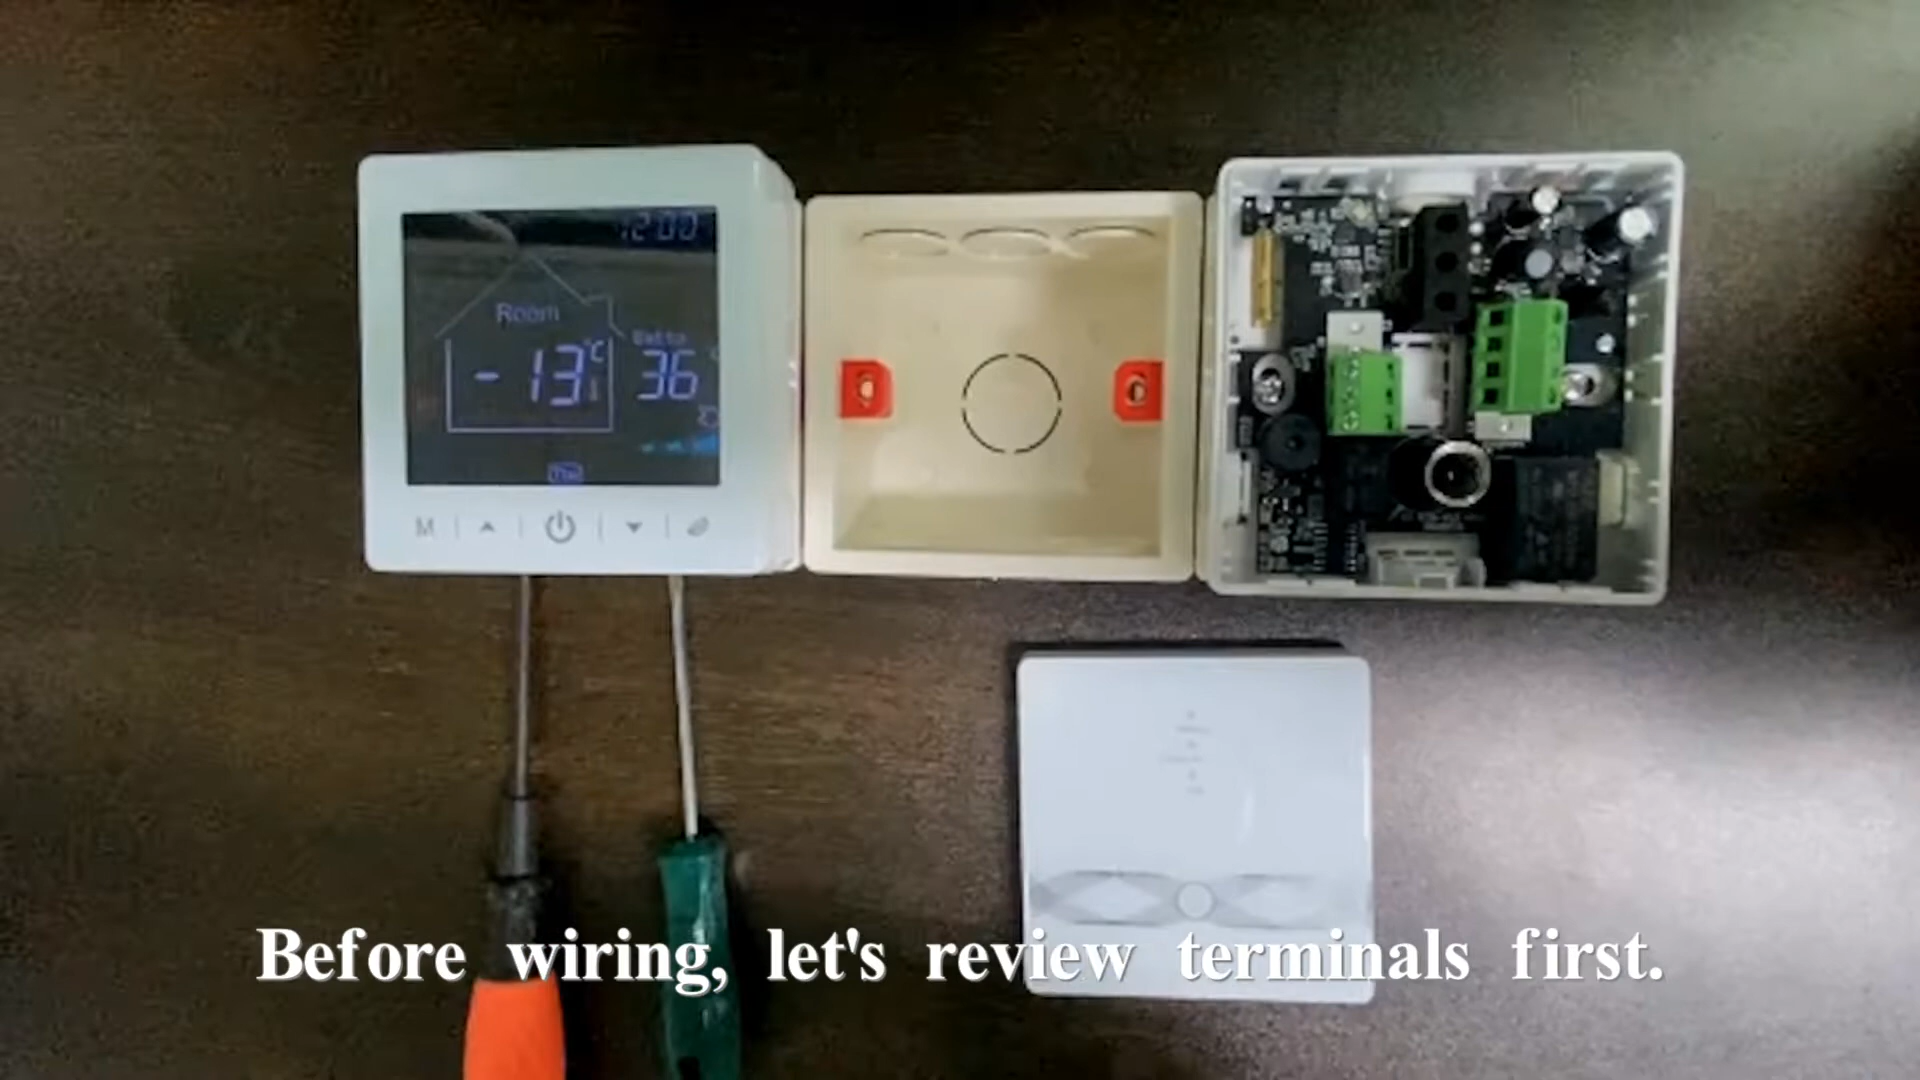 12:00
Room
-13°C
36
M
Before wiring, let's review terminals first.